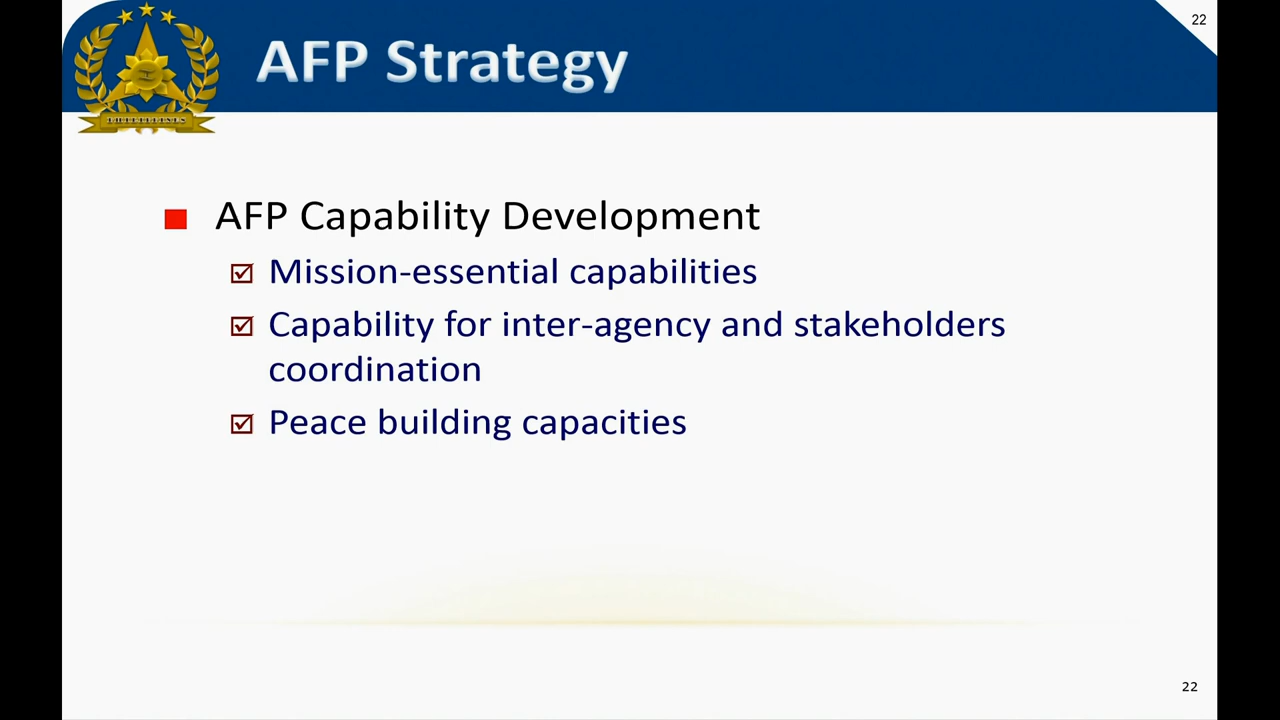 22
AFP Strategy
PHILIPPINES
AFP Capability Development
Mission-essential capabilities
Capability for inter-agency and stakeholders
coordination
Peace building capacities
22